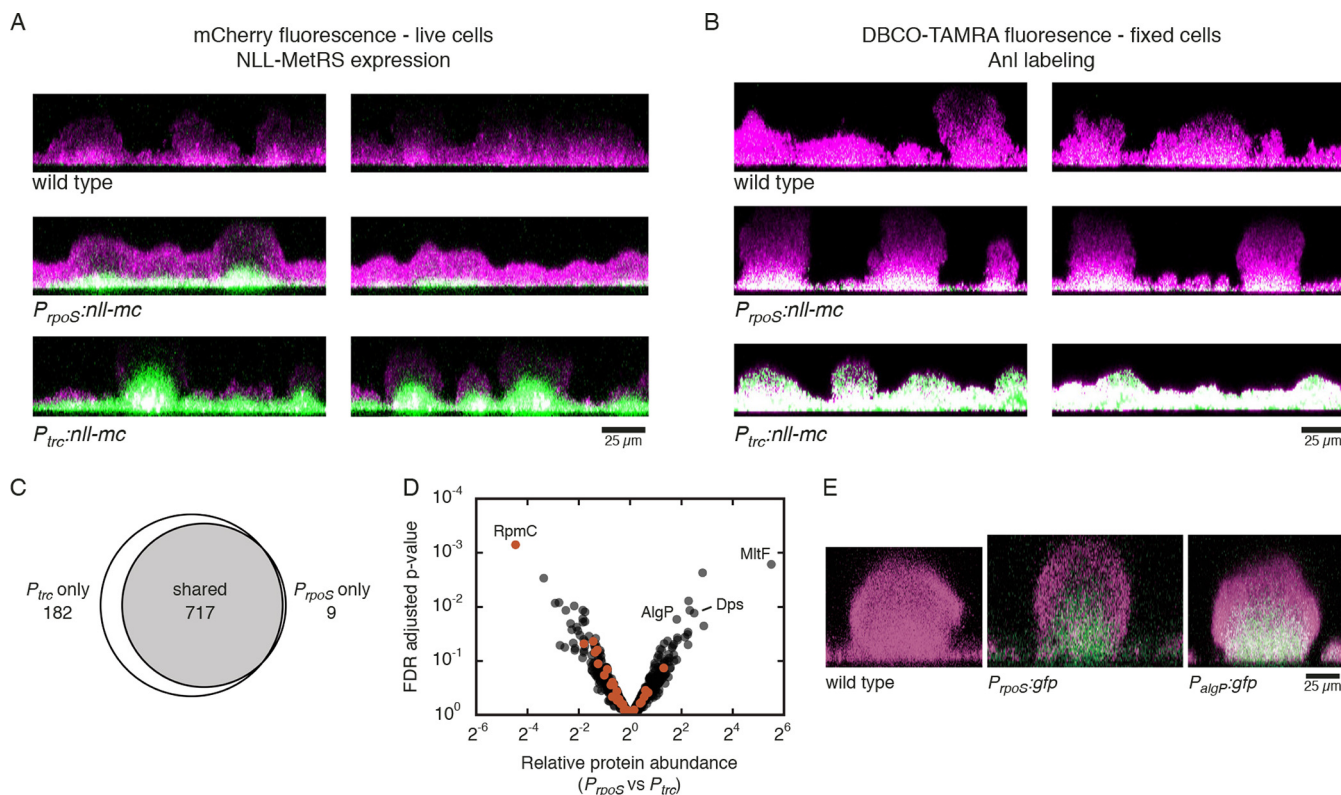 A
mCherry fluorescence - live cells
NLL-MetRS expression
wild type
PrpoS:nll-mc
Ptrc:nll-mc
25 µm
B
DBCO-TAMRA fluoresence - fixed cells
Anl labeling
wild type
PrpoS:nll-mc
Ptrc:nll-mc
25 µm
C
Ptrc only
182
shared
717
PrpoS only
9
D
FDR adjusted p-value
10-4
10-3
10-2
10-1
100
RpmC
MltF
AlgP
Dps
2-6
2-4
2-2
20
22
24
26
Relative protein abundance
(PrpoS vs Ptrc)
E
wild type
PrpoS:gfp
PalgP:gfp
25 µm